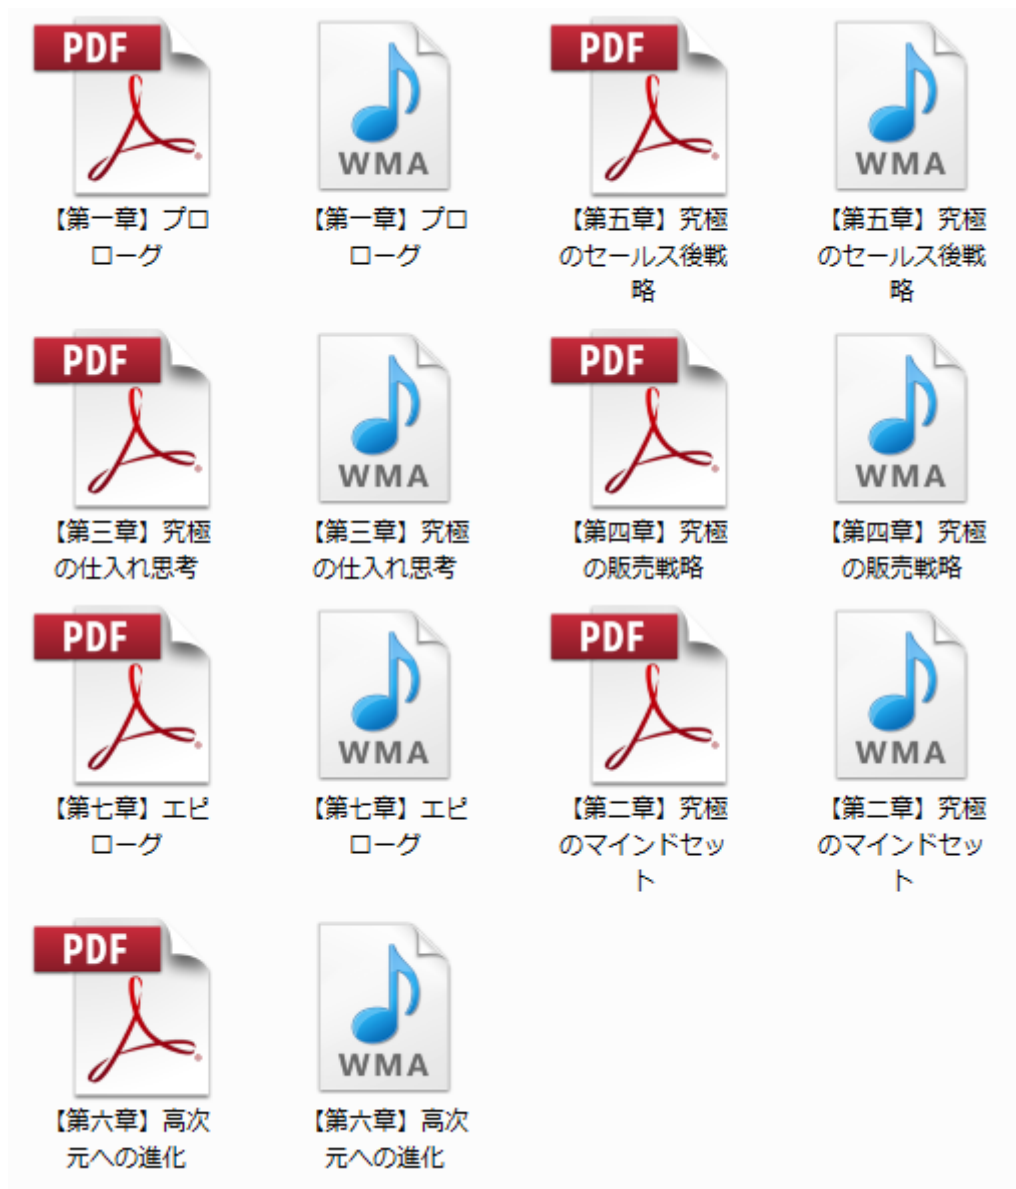 PDF
【第一章】プロ
ローグ
WMA
【第一章】プロ
ローグ
PDF
【第五章】究極
のセールス後戦
略
WMA
【第五章】究極
のセールス後戦
略
PDF
【第三章】究極
の仕入れ思考
WMA
【第三章】究極
の仕入れ思考
PDF
【第四章】究極
の販売戦略
WMA
【第四章】究極
の販売戦略
PDF
【第七章】エピ
ローグ
WMA
【第七章】エピ
ローグ
PDF
【第二章】究極
のマインドセッ
ト
WMA
【第二章】究極
のマインドセッ
ト
PDF
【第六章】高次
元への進化
WMA
【第六章】高次
元への進化